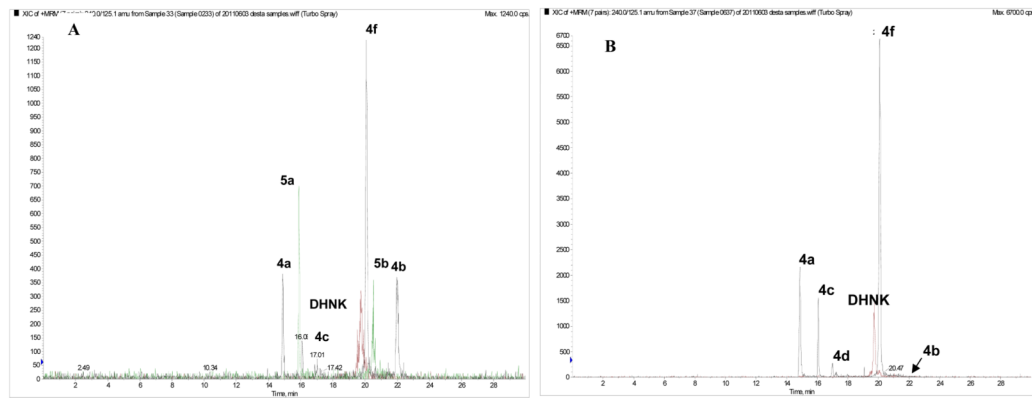 XIC of +MRM (7 pairs): 240.0/125.1 amu from Sample 33 (Sample 0233) of 20110603 desta samples.wiff (Turbo Spray)
Max. 1240.0 cps
A
4f
5a
4a
5b 4b
DHNK
4c
16.03
17.01
17.42
2.49
10.34
1240
1200
1150
1100
1050
1000
950
900
850
800
750
700
650
600
550
500
450
400
350
300
250
200
150
100
50
0
2 4 6 8 10 12 14 16 18 20 22 24 26 28
Time, min
XIC of +MRM (7 pairs): 240.0/125.1 amu from Sample 37 (Sample 0637) of 20110603 desta samples.wiff (Turbo Spray)
Max. 6700.0 cps
B
4f
4a
4c
DHNK
4d
4b
20.47
6700
6500
6000
5500
5000
4500
4000
3500
3000
2500
2000
1500
1000
500
0
2 4 6 8 10 12 14 16 18 20 22 24 26 28
Time, min